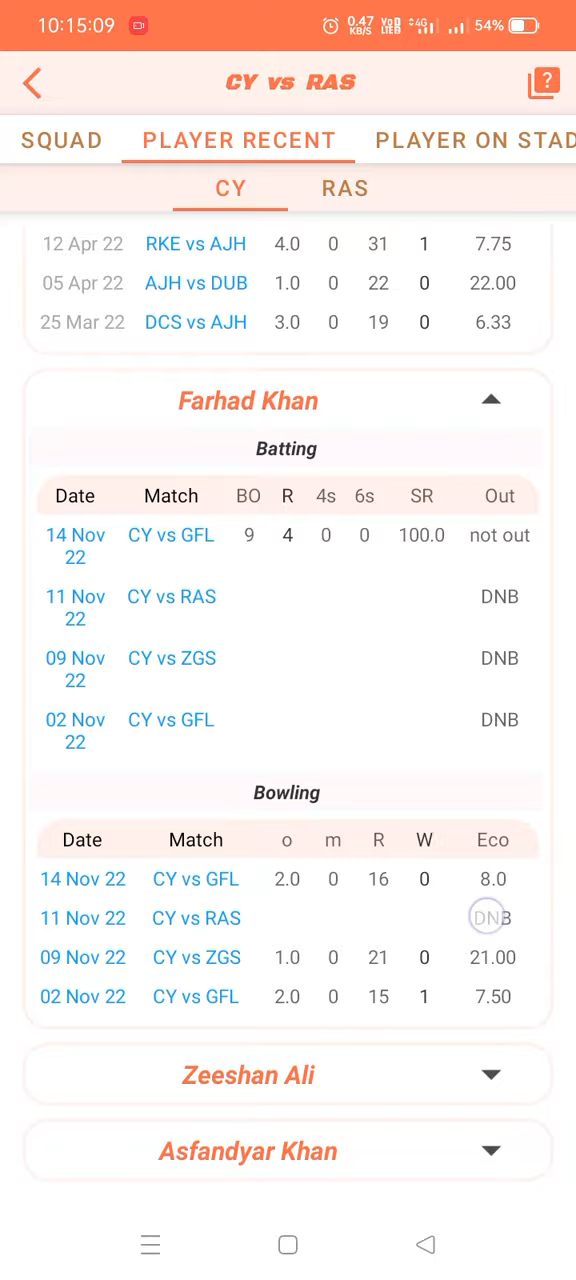 10:15:09 0.47 KB/S Vo LTE 4G 54%
CY vs RAS ?
SQUAD PLAYER RECENT PLAYER ON STAD
CY RAS
12 Apr 22 RKE vs AJH 4.0 0 31 1 7.75
05 Apr 22 AJH vs DUB 1.0 0 22 0 22.00
25 Mar 22 DCS vs AJH 3.0 0 19 0 6.33
Farhad Khan
Batting
Date Match BO R 4s 6s SR Out
14 Nov 22 CY vs GFL 9 4 0 0 100.0 not out
11 Nov 22 CY vs RAS DNB
09 Nov 22 CY vs ZGS DNB
02 Nov 22 CY vs GFL DNB
Bowling
Date Match o m R W Eco
14 Nov 22 CY vs GFL 2.0 0 16 0 8.0
11 Nov 22 CY vs RAS DNB
09 Nov 22 CY vs ZGS 1.0 0 21 0 21.00
02 Nov 22 CY vs GFL 2.0 0 15 1 7.50
Zeeshan Ali
Asfandyar Khan